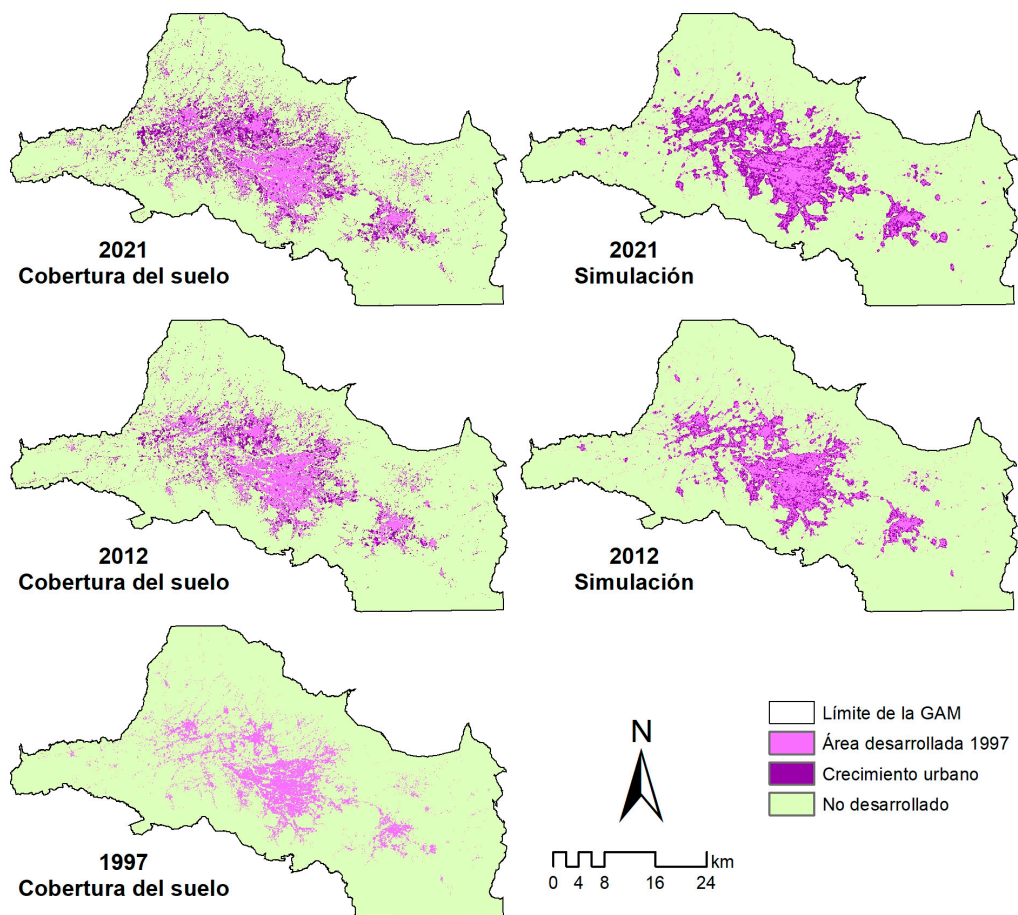 2021
Cobertura del suelo
2021
Simulación
2012
Cobertura del suelo
2012
Simulación
1997
Cobertura del suelo
N
0 4 8 16 24 km
Límite de la GAM
Área desarrollada 1997
Crecimiento urbano
No desarrollado